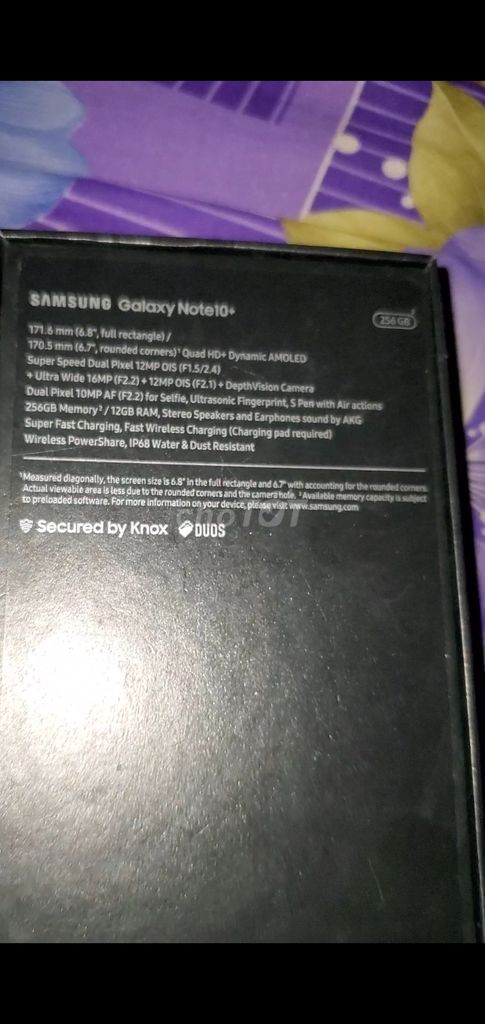 SAMSUNG Galaxy Note10+
256 GB
171.6 mm (6.8", full rectangle) /
170.5 mm (6.7", rounded corners)¹ Quad HD+ Dynamic AMOLED
Super Speed Dual Pixel 12MP OIS (F1.5/2.4)
+ Ultra Wide 16MP (F2.2) + 12MP OIS (F2.1) + DepthVision Camera
Dual Pixel 10MP AF (F2.2) for Selfie, Ultrasonic Fingerprint, S Pen with Air actions
256GB Memory² / 12GB RAM, Stereo Speakers and Earphones sound by AKG
Super Fast Charging, Fast Wireless Charging (Charging pad required)
Wireless PowerShare, IP68 Water & Dust Resistant
¹Measured diagonally, the screen size is 6.8" in the full rectangle and 6.7" with accounting for the rounded corners.
Actual viewable area is less due to the rounded corners and the camera hole. ²Available memory capacity is subject
to preloaded software. For more information on your device, please visit www.samsung.com
Secured by Knox DUOS